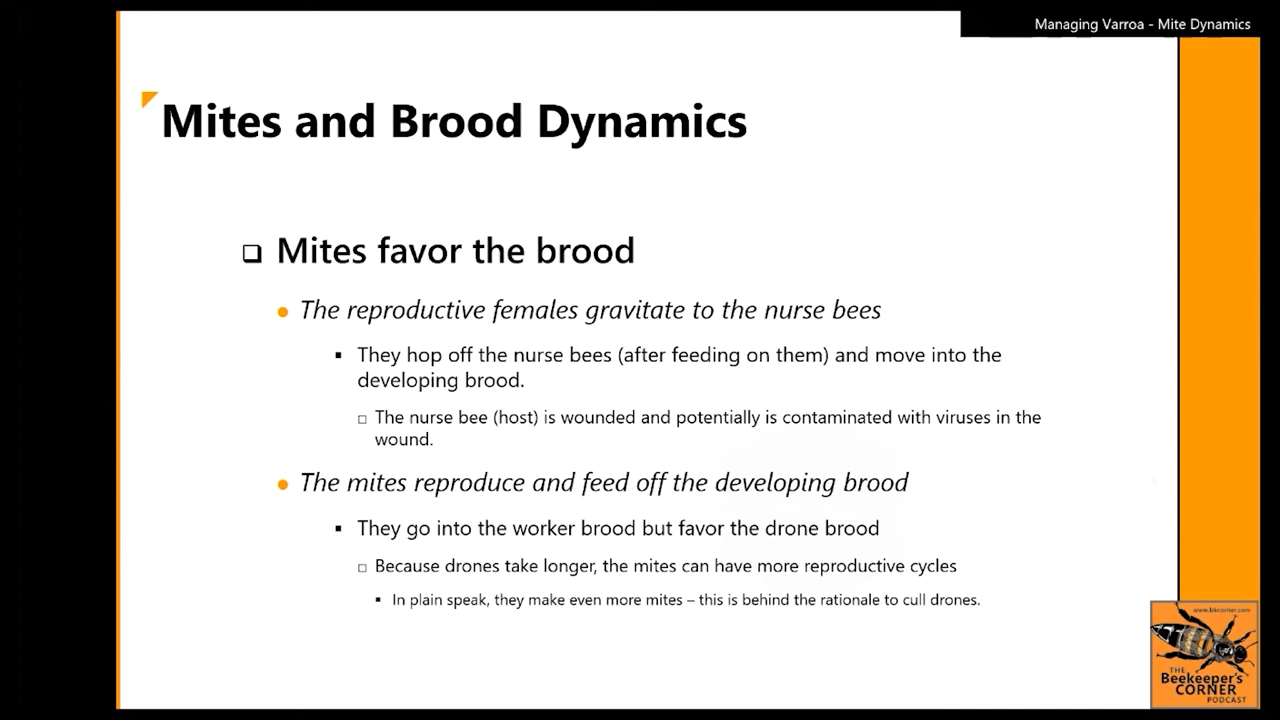 Managing Varroa - Mite Dynamics
Mites and Brood Dynamics
Mites favor the brood
The reproductive females gravitate to the nurse bees
They hop off the nurse bees (after feeding on them) and move into the
developing brood.
The nurse bee (host) is wounded and potentially is contaminated with viruses in the
wound.
The mites reproduce and feed off the developing brood
They go into the worker brood but favor the drone brood
Because drones take longer, the mites can have more reproductive cycles
In plain speak, they make even more mites – this is behind the rationale to cull drones.
www.bkcorner.com
THE
Beekeeper's
CORNER
PODCAST